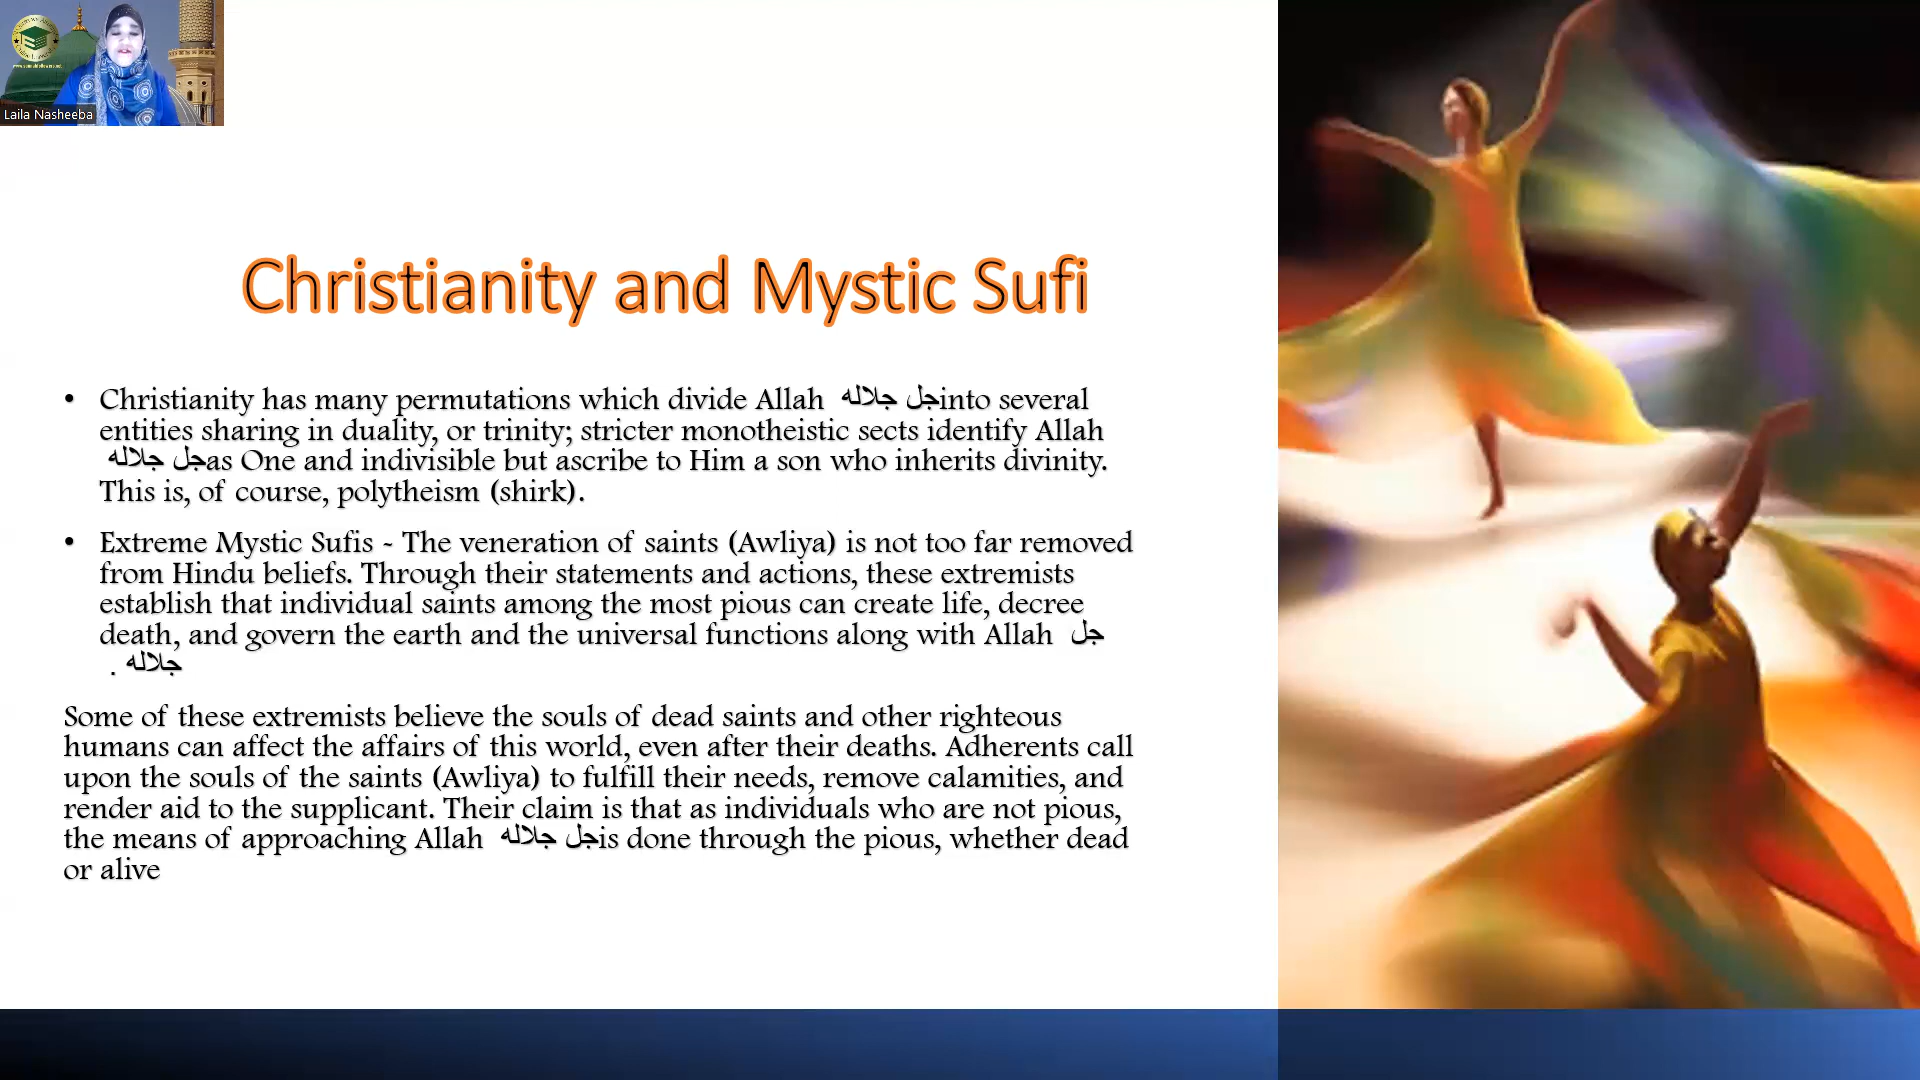 Laila Nasheeba
Christianity and Mystic Sufi
• Christianity has many permutations which divide Allah جل جلاله into several
entities sharing in duality, or trinity; stricter monotheistic sects identify Allah
جل جلاله as One and indivisible but ascribe to Him a son who inherits divinity.
This is, of course, polytheism (shirk).
• Extreme Mystic Sufis - The veneration of saints (Awliya) is not too far removed
from Hindu beliefs. Through their statements and actions, these extremists
establish that individual saints among the most pious can create life, decree
death, and govern the earth and the universal functions along with Allah جل
جلاله .
Some of these extremists believe the souls of dead saints and other righteous
humans can affect the affairs of this world, even after their deaths. Adherents call
upon the souls of the saints (Awliya) to fulfill their needs, remove calamities, and
render aid to the supplicant. Their claim is that as individuals who are not pious,
the means of approaching Allah جل جلاله is done through the pious, whether dead
or alive